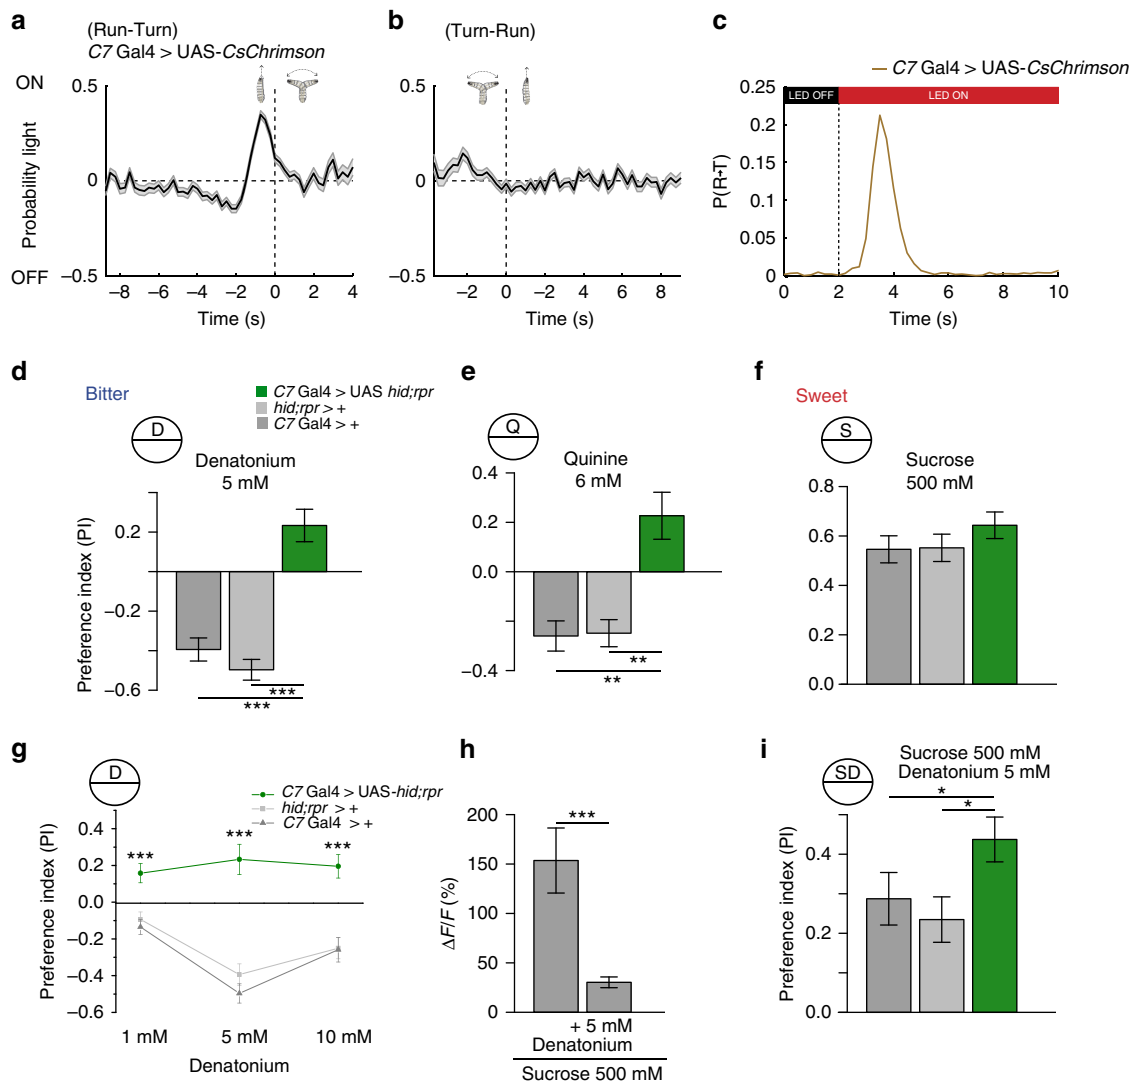 a
(Run-Turn)
C7 Gal4 > UAS-CsChrimson
ON
OFF
Probability light
0.5
0
−0.5
−8 −6 −4 −2 0 2 4
Time (s)
b
(Turn-Run)
0.5
0
−0.5
−2 0 2 4 6 8
Time (s)
c
C7 Gal4 > UAS-CsChrimson
LED OFF
LED ON
P(R→T)
0.25
0.2
0.15
0.1
0.05
0
0 2 4 6 8 10
Time (s)
d
Bitter
C7 Gal4 > UAS hid;rpr
hid;rpr > +
C7 Gal4 > +
D
Denatonium
5 mM
Preference index (PI)
0.2
−0.2
−0.6
***
***
e
Q
Quinine
6 mM
0.4
0.2
0.0
−0.4
**
**
f
Sweet
S
Sucrose
500 mM
0.8
0.6
0.4
0.2
0.0
g
D
C7 Gal4 > UAS-hid;rpr
hid;rpr > +
C7 Gal4 > +
Preference index (PI)
0.4
0.2
0.0
−0.2
−0.4
−0.6
*** *** ***
1 mM 5 mM 10 mM
Denatonium
h
ΔF/F (%)
200
150
100
50
0
***
+ 5 mM
Denatonium
Sucrose 500 mM
i
SD
Sucrose 500 mM
Denatonium 5 mM
Preference index (PI)
0.4
0.2
0.0
*
*